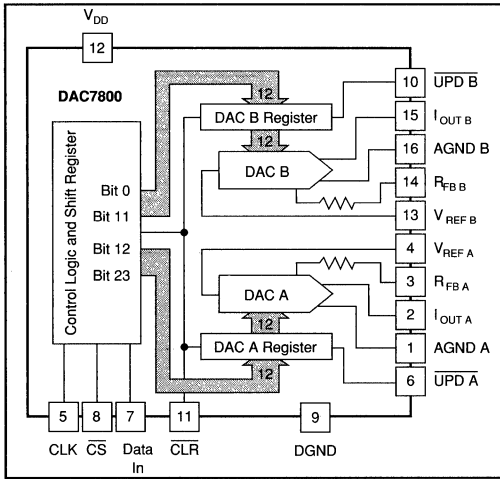 V_DD
12
DAC7800
10 UPD B
12
15 I_OUT B
DAC B Register
16 AGND B
12
DAC B
14 R_FB B
Control Logic and Shift Register
Bit 0
Bit 11
13 V_REF B
Bit 12
4 V_REF A
Bit 23
3 R_FB A
DAC A
2 I_OUT A
12
1 AGND A
DAC A Register
12
6 UPD A
5 8 7 11 9
CLK CS Data In CLR DGND